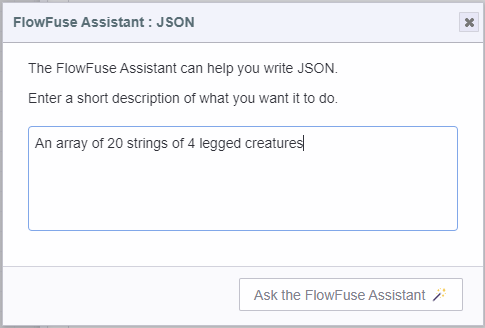 FlowFuse Assistant : JSON
The FlowFuse Assistant can help you write JSON.
Enter a short description of what you want it to do.
An array of 20 strings of 4 legged creatures
Ask the FlowFuse Assistant